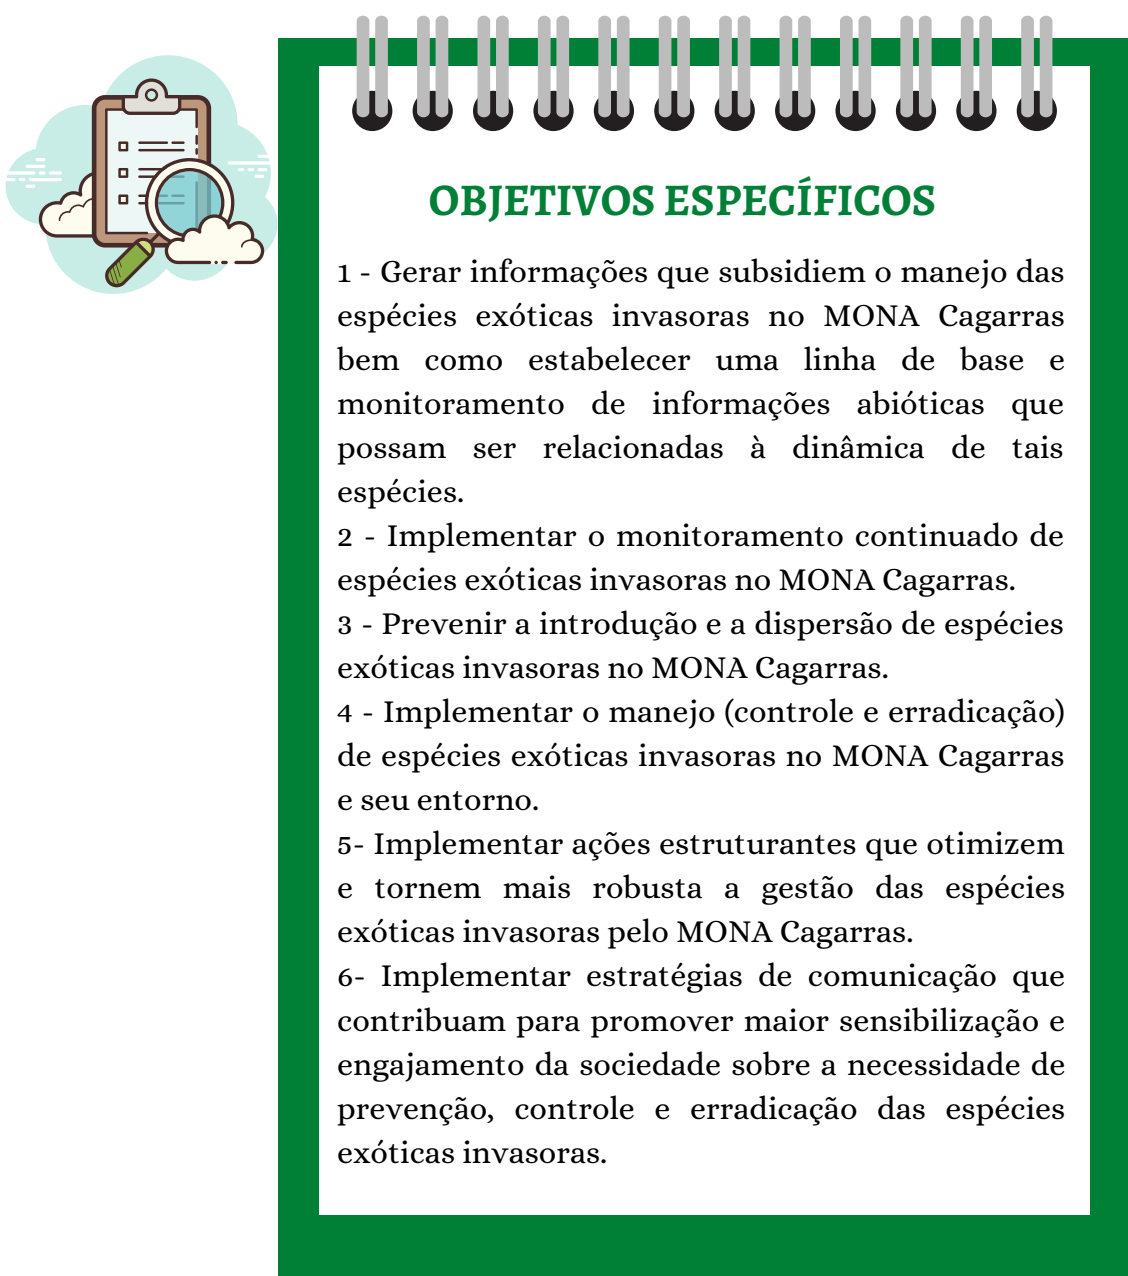 OBJETIVOS ESPECÍFICOS
1 - Gerar informações que subsidiem o manejo das
espécies exóticas invasoras no MONA Cagarras
bem como estabelecer uma linha de base e
monitoramento de informações abióticas que
possam ser relacionadas à dinâmica de tais
espécies.
2 - Implementar o monitoramento continuado de
espécies exóticas invasoras no MONA Cagarras.
3 - Prevenir a introdução e a dispersão de espécies
exóticas invasoras no MONA Cagarras.
4 - Implementar o manejo (controle e erradicação)
de espécies exóticas invasoras no MONA Cagarras
e seu entorno.
5- Implementar ações estruturantes que otimizem
e tornem mais robusta a gestão das espécies
exóticas invasoras pelo MONA Cagarras.
6- Implementar estratégias de comunicação que
contribuam para promover maior sensibilização e
engajamento da sociedade sobre a necessidade de
prevenção, controle e erradicação das espécies
exóticas invasoras.